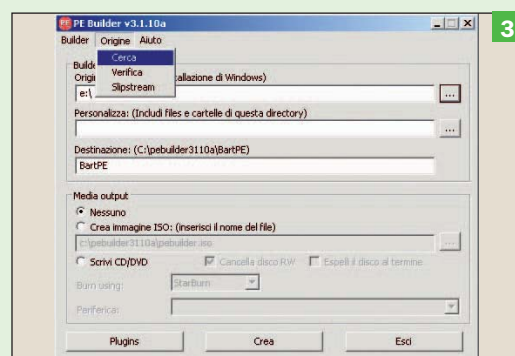 PE Builder v3.1.10a
3
Builder Origine Aiuto
Cerca
Verifica
Slipstream
Builde
Origi
allazione di Windows)
e:\
...
Personalizza: (Includi files e cartelle di questa directory)
...
Destinazione: (C:\pebuilder3110a\BartPE)
BartPE
Media output
Nessuno
Crea immagine ISO: (inserisci il nome del file)
c:\pebuilder3110a\pebuilder.iso
...
Scrivi CD/DVD Cancella disco RW Espelli il disco al termine
Burn using: StarBurn
Periferica:
Plugins Crea Esci